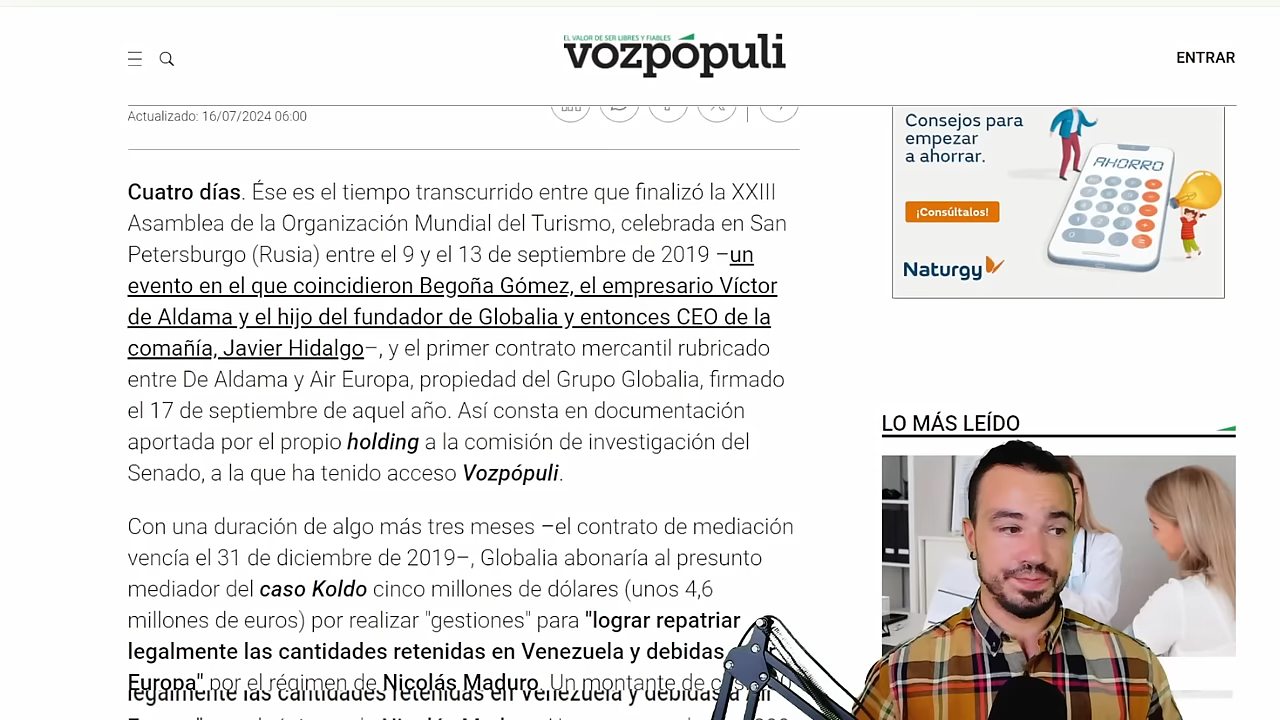 EL VALOR DE SER LIBRES Y FIABLES
vozpópuli
ENTRAR
Actualizado: 16/07/2024 06:00
Consejos para
empezar
a ahorrar.
AHORRO
¡Consúltalos!
Naturgy
Cuatro días. Ése es el tiempo transcurrido entre que finalizó la XXIII
Asamblea de la Organización Mundial del Turismo, celebrada en San
Petersburgo (Rusia) entre el 9 y el 13 de septiembre de 2019 –un
evento en el que coincidieron Begoña Gómez, el empresario Víctor
de Aldama y el hijo del fundador de Globalia y entonces CEO de la
comañía, Javier Hidalgo–, y el primer contrato mercantil rubricado
entre De Aldama y Air Europa, propiedad del Grupo Globalia, firmado
el 17 de septiembre de aquel año. Así consta en documentación
aportada por el propio holding a la comisión de investigación del
Senado, a la que ha tenido acceso Vozpópuli.
LO MÁS LEÍDO
Con una duración de algo más tres meses –el contrato de mediación
vencía el 31 de diciembre de 2019–, Globalia abonaría al presunto
mediador del caso Koldo cinco millones de dólares (unos 4,6
millones de euros) por realizar "gestiones" para "lograr repatriar
legalmente las cantidades retenidas en Venezuela y debidas
Europa" por el régimen de Nicolás Maduro. Un montante de
legalmente las cantidades retenidas en Venezuela y debidas a Air